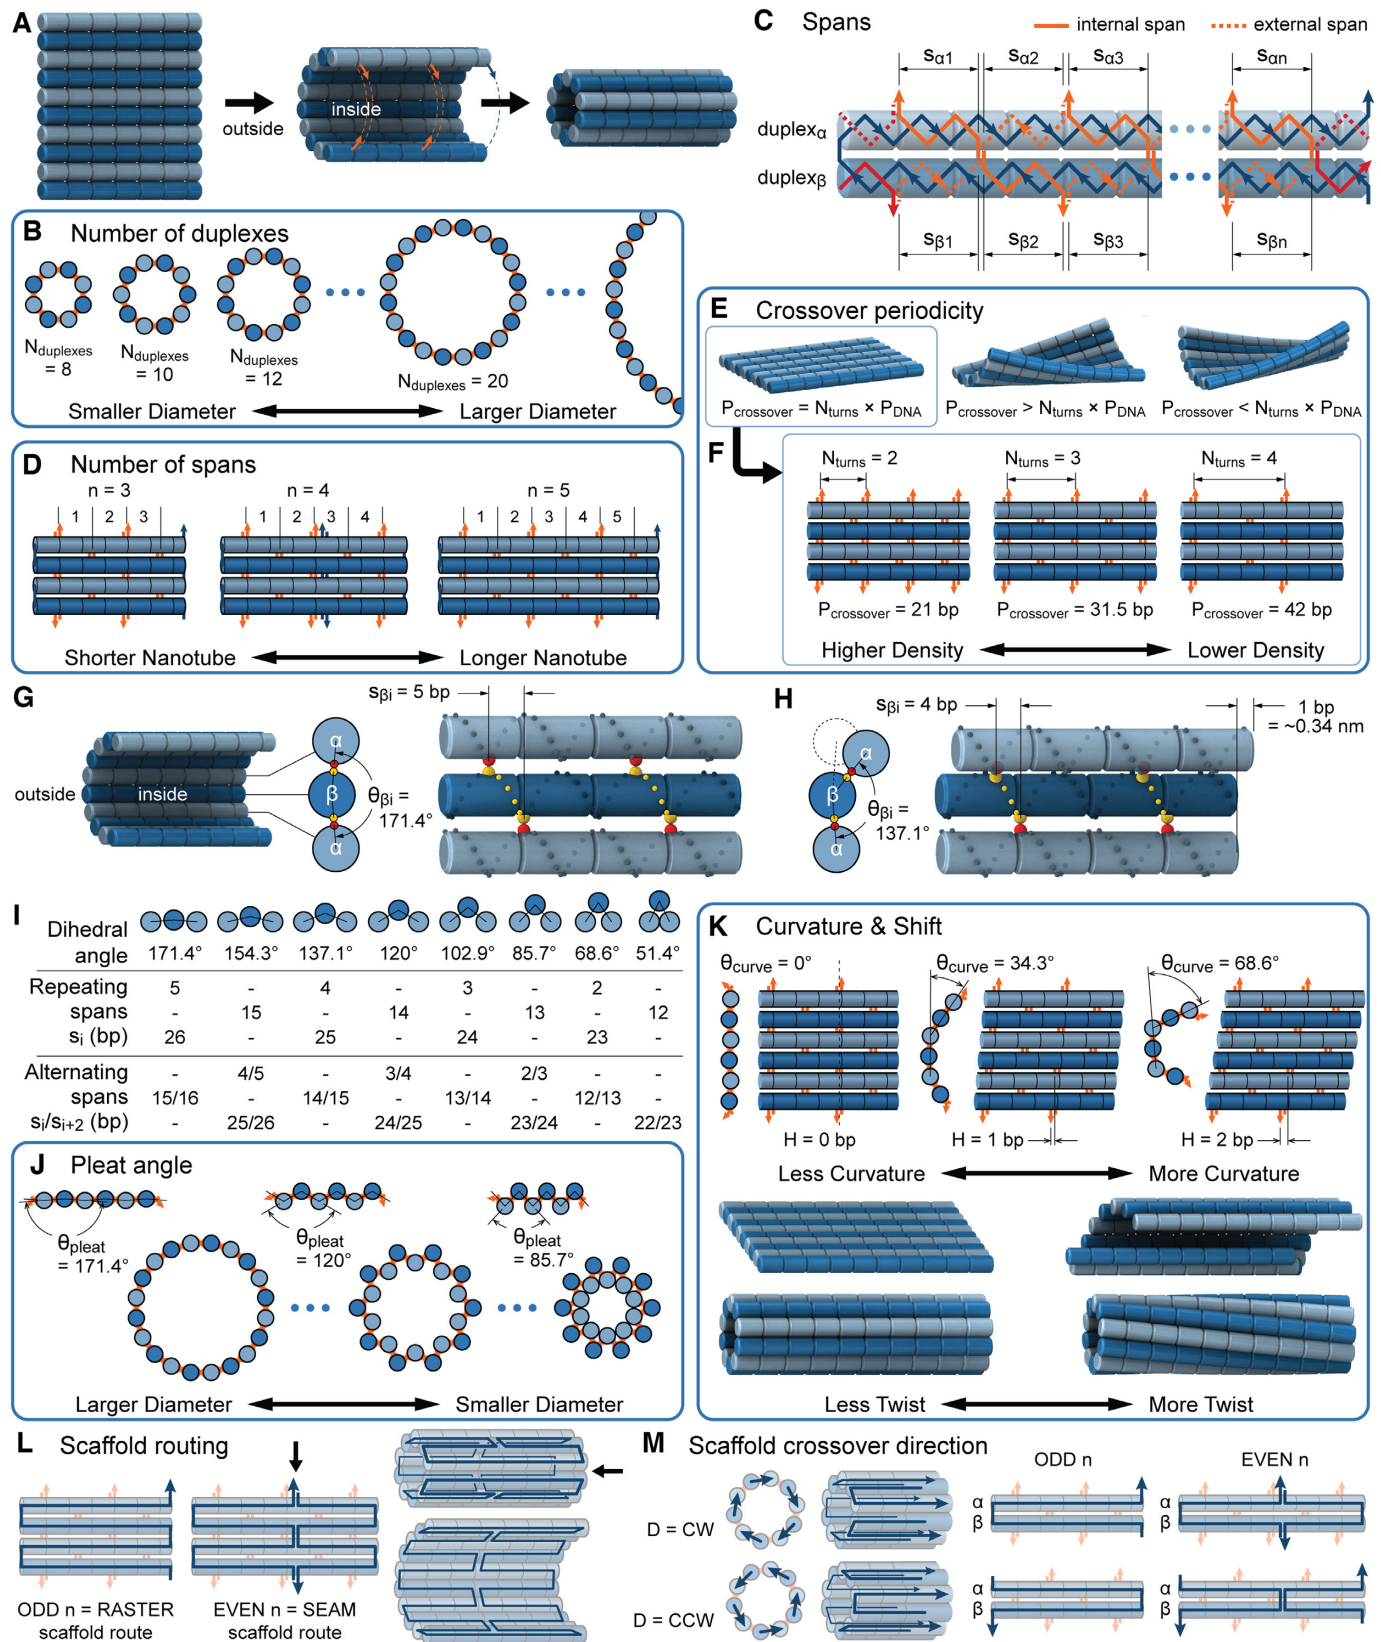 A
outside
inside
B Number of duplexes
Nduplexes
= 8
Nduplexes
= 10
Nduplexes
= 12
Nduplexes = 20
Smaller Diameter
Larger Diameter
C Spans
internal span
external span
sα1 sα2 sα3 sαn
duplexα
duplexβ
sβ1 sβ2 sβ3 sβn
D Number of spans
n = 3 n = 4 n = 5
1 2 3 1 2 3 4 1 2 3 4 5
Shorter Nanotube
Longer Nanotube
E Crossover periodicity
Pcrossover = Nturns × PDNA
Pcrossover > Nturns × PDNA
Pcrossover < Nturns × PDNA
F
Nturns = 2 Nturns = 3 Nturns = 4
Pcrossover = 21 bp Pcrossover = 31.5 bp Pcrossover = 42 bp
Higher Density
Lower Density
G
outside
inside
α
β
α
θβi =
171.4°
sβi = 5 bp
H
α
β
α
θβi =
137.1°
sβi = 4 bp
1 bp
= ~0.34 nm
I
Dihedral
angle 171.4° 154.3° 137.1° 120° 102.9° 85.7° 68.6° 51.4°
Repeating 5 - 4 - 3 - 2 -
spans - 15 - 14 - 13 - 12
si (bp) 26 - 25 - 24 - 23 -
Alternating - 4/5 - 3/4 - 2/3 - -
spans 15/16 - 14/15 - 13/14 - 12/13 -
si/si+2 (bp) - 25/26 - 24/25 - 23/24 - 22/23
J Pleat angle
θpleat
= 171.4°
θpleat
= 120°
θpleat
= 85.7°
Larger Diameter
Smaller Diameter
K Curvature & Shift
θcurve = 0° θcurve = 34.3° θcurve = 68.6°
H = 0 bp H = 1 bp H = 2 bp
Less Curvature
More Curvature
Less Twist
More Twist
L Scaffold routing
ODD n = RASTER
scaffold route
EVEN n = SEAM
scaffold route
M Scaffold crossover direction
ODD n EVEN n
D = CW
α
β
α
β
D = CCW
α
β
α
β